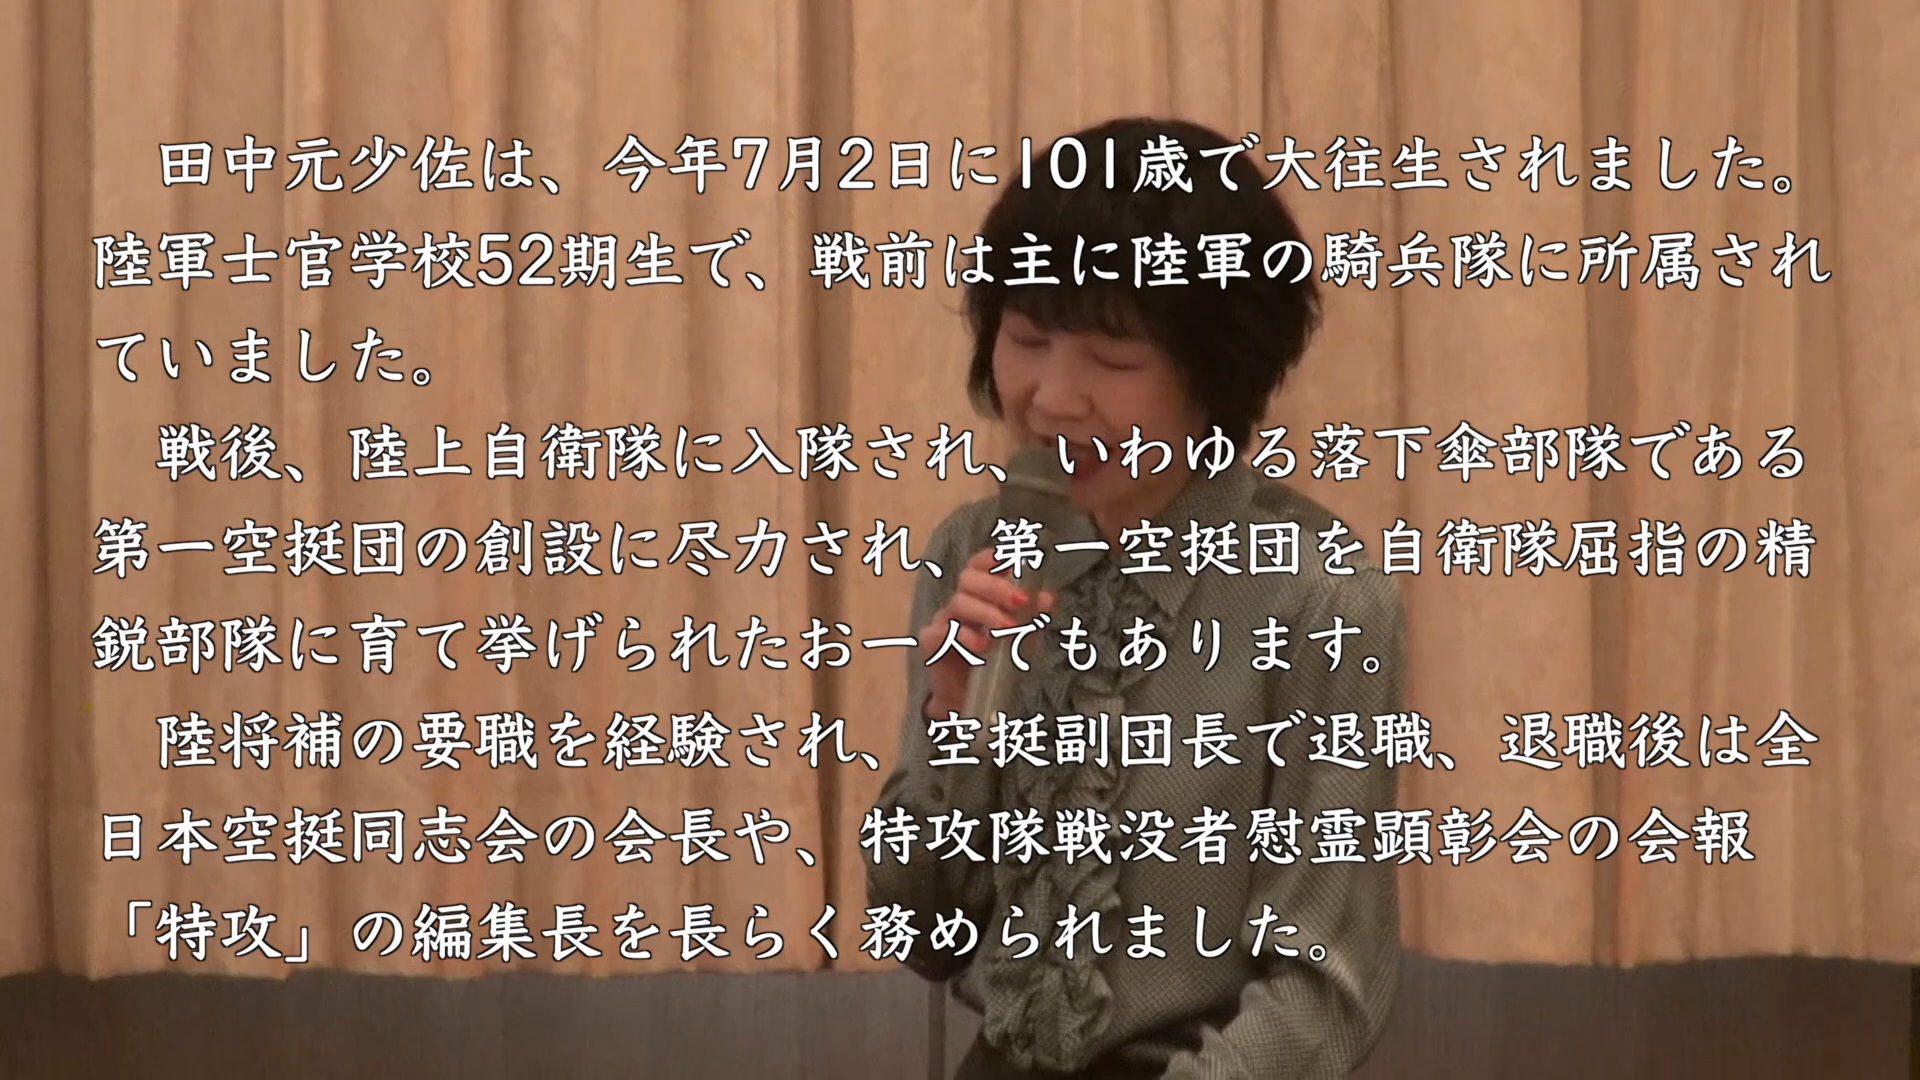 田中元少佐は、今年7月2日に101歳で大往生されました。
陸軍士官学校52期生で、戦前は主に陸軍の騎兵隊に所属され
ていました。
戦後、陸上自衛隊に入隊され、いわゆる落下傘部隊である
第一空挺団の創設に尽力され、第一空挺団を自衛隊屈指の精
鋭部隊に育て挙げられたお一人でもあります。
陸将補の要職を経験され、空挺副団長で退職、退職後は全
日本空挺同志会の会長や、特攻隊戦没者慰霊顕彰会の会報
「特攻」の編集長を長らく務められました。